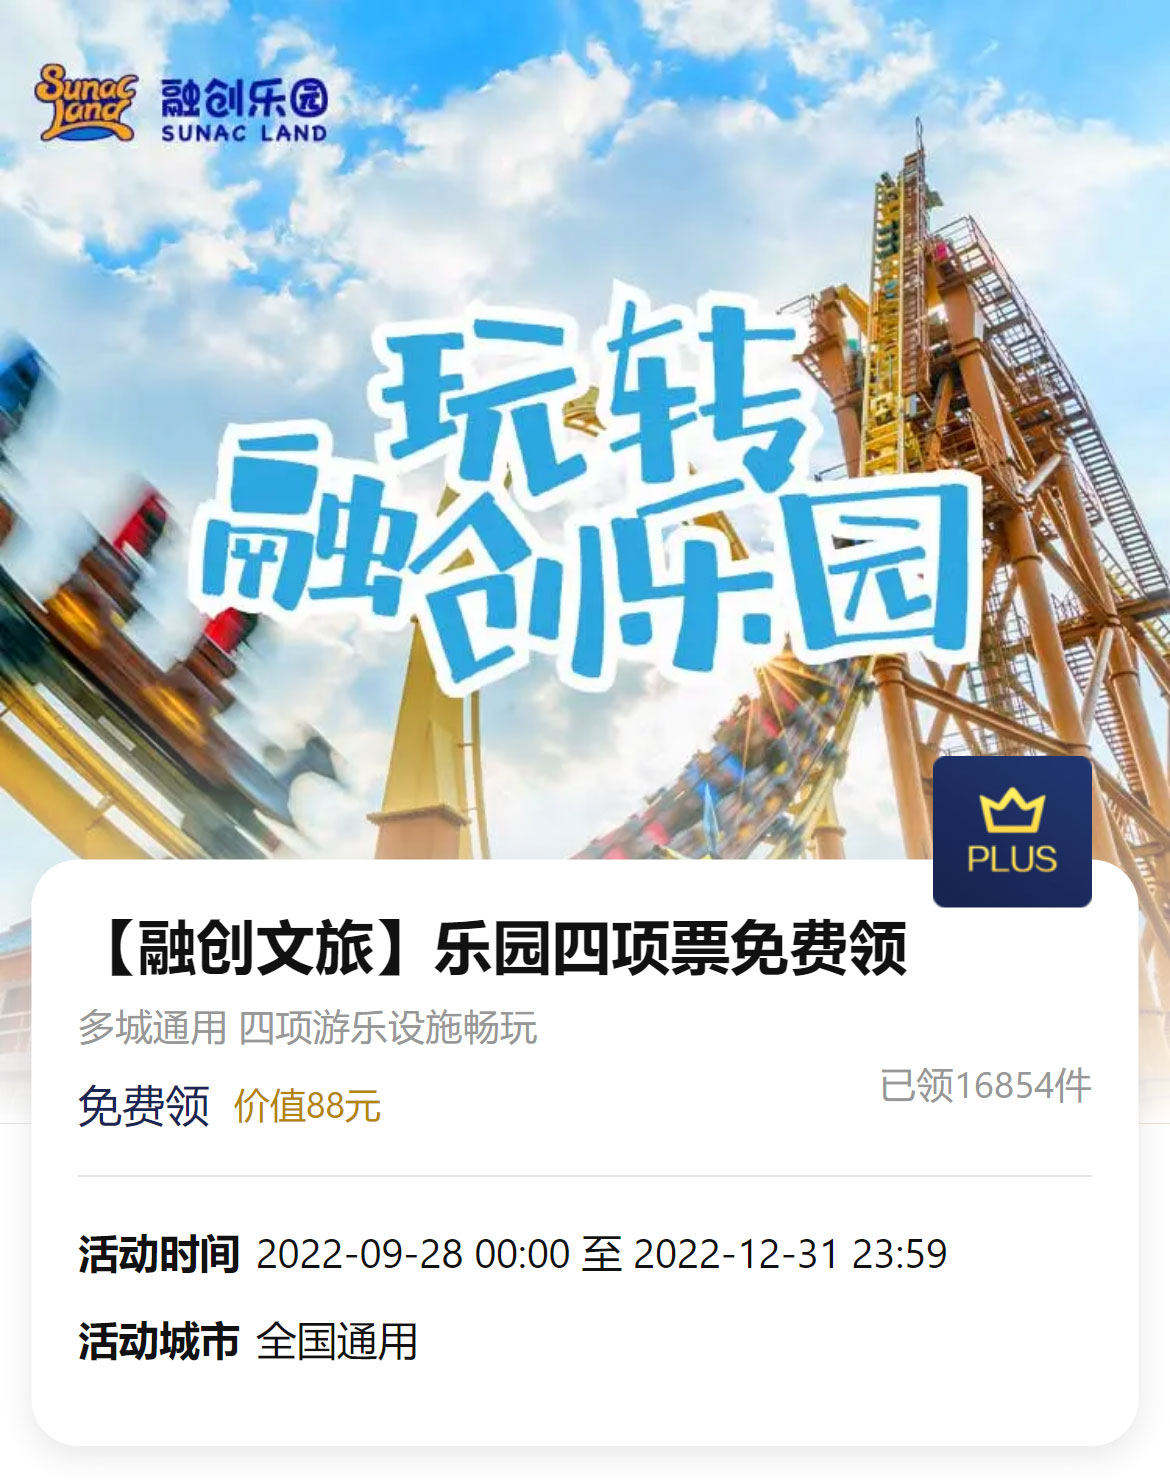 Sunac
Land
融创乐园
SUNAC LAND
玩转
融创乐园
PLUS
【融创文旅】乐园四项票免费领
多城通用 四项游乐设施畅玩
免费领 价值88元
已领16854件
活动时间 2022-09-28 00:00 至 2022-12-31 23:59
活动城市 全国通用